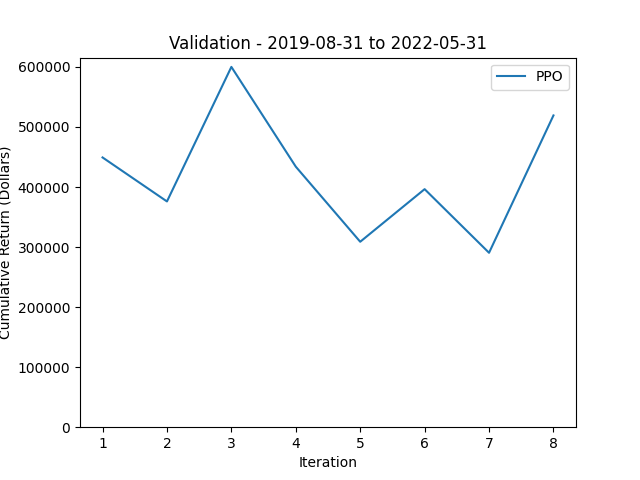 Validation - 2019-08-31 to 2022-05-31
PPO
Cumulative Return (Dollars)
600000
500000
400000
300000
200000
100000
0
1 2 3 4 5 6 7 8
Iteration